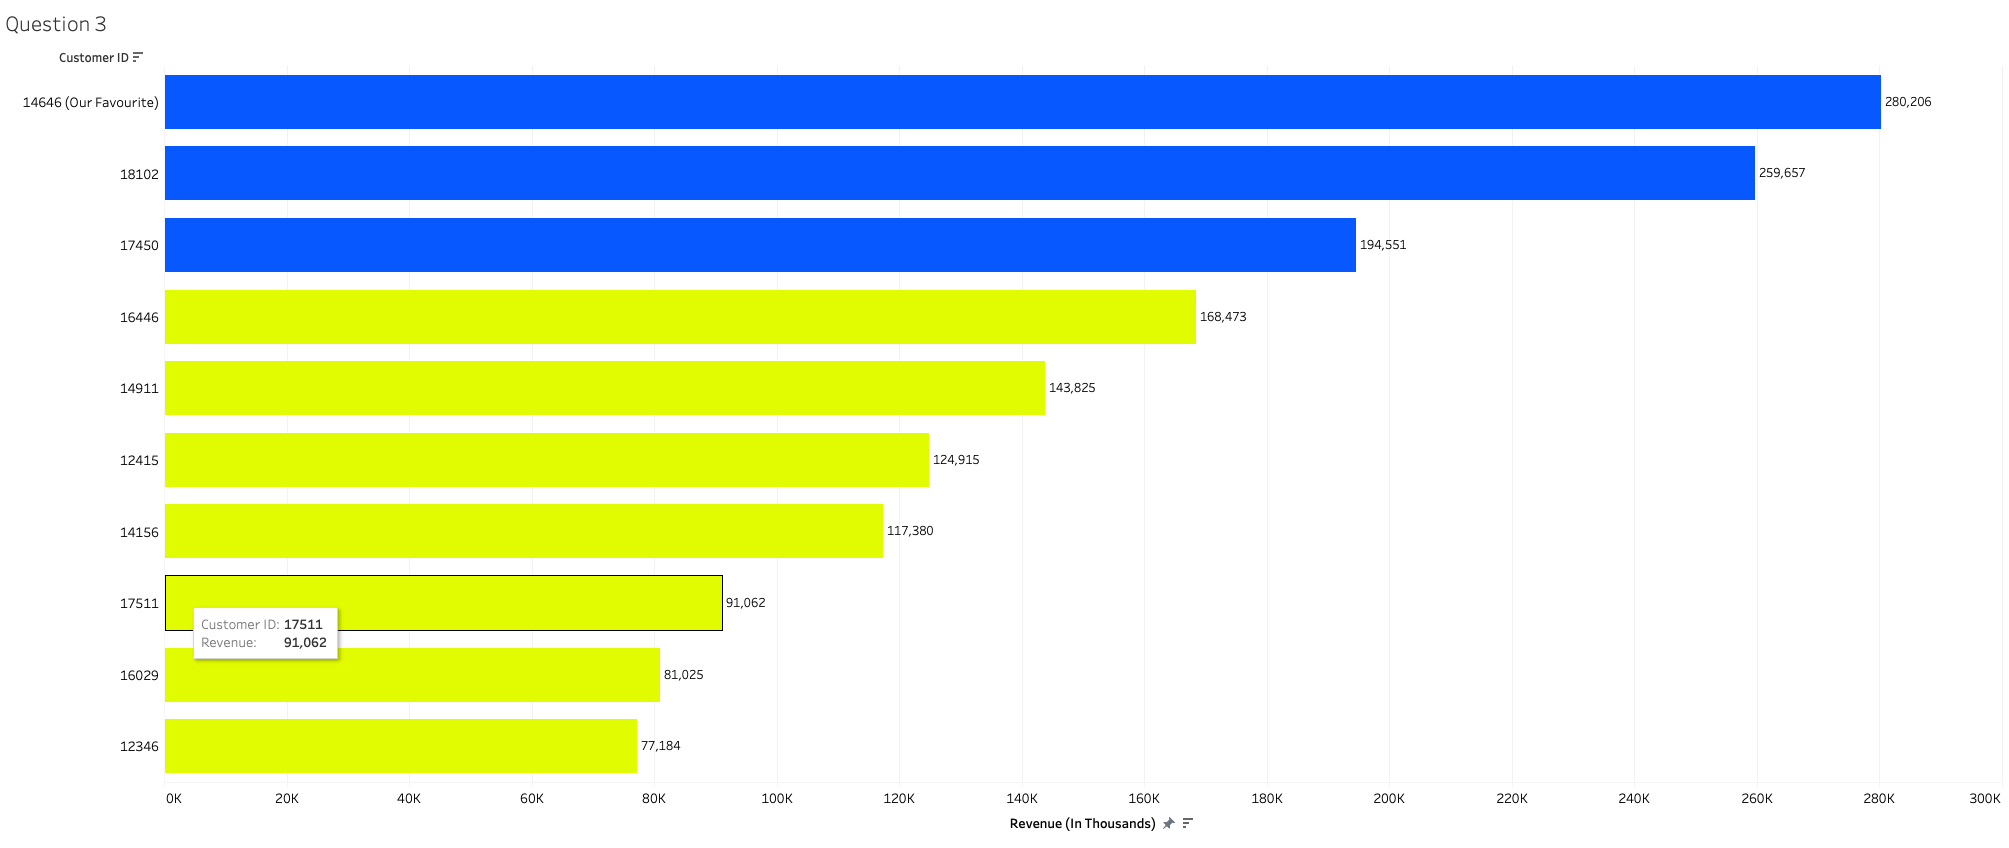 Question 3
Customer ID
14646 (Our Favourite) 280,206
18102 259,657
17450 194,551
16446 168,473
14911 143,825
12415 124,915
14156 117,380
17511 91,062
Customer ID: 17511
Revenue: 91,062
16029 81,025
12346 77,184
0K 20K 40K 60K 80K 100K 120K 140K 160K 180K 200K 220K 240K 260K 280K 300K
Revenue (In Thousands)